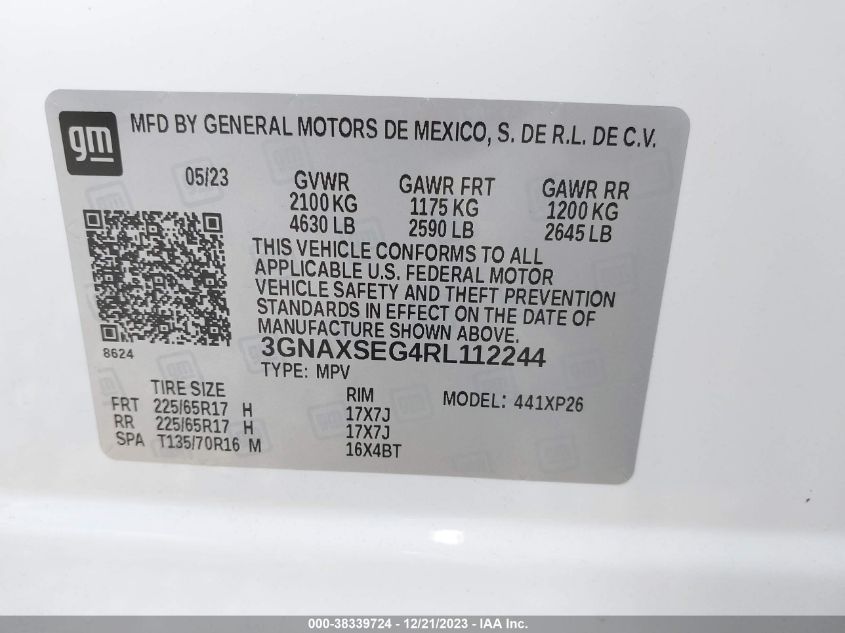 gm
MFD BY GENERAL MOTORS DE MEXICO, S. DE R.L. DE C.V.
05/23 GVWR GAWR FRT GAWR RR
2100 KG 1175 KG 1200 KG
4630 LB 2590 LB 2645 LB
THIS VEHICLE CONFORMS TO ALL
APPLICABLE U.S. FEDERAL MOTOR
VEHICLE SAFETY AND THEFT PREVENTION
STANDARDS IN EFFECT ON THE DATE OF
MANUFACTURE SHOWN ABOVE.
8624 3GNAXSEG4RL112244
TYPE: MPV
TIRE SIZE RIM MODEL: 441XP26
FRT 225/65R17 H 17X7J
RR 225/65R17 H 17X7J
SPA T135/70R16 M 16X4BT
000-38339724 - 12/21/2023 - IAA Inc.